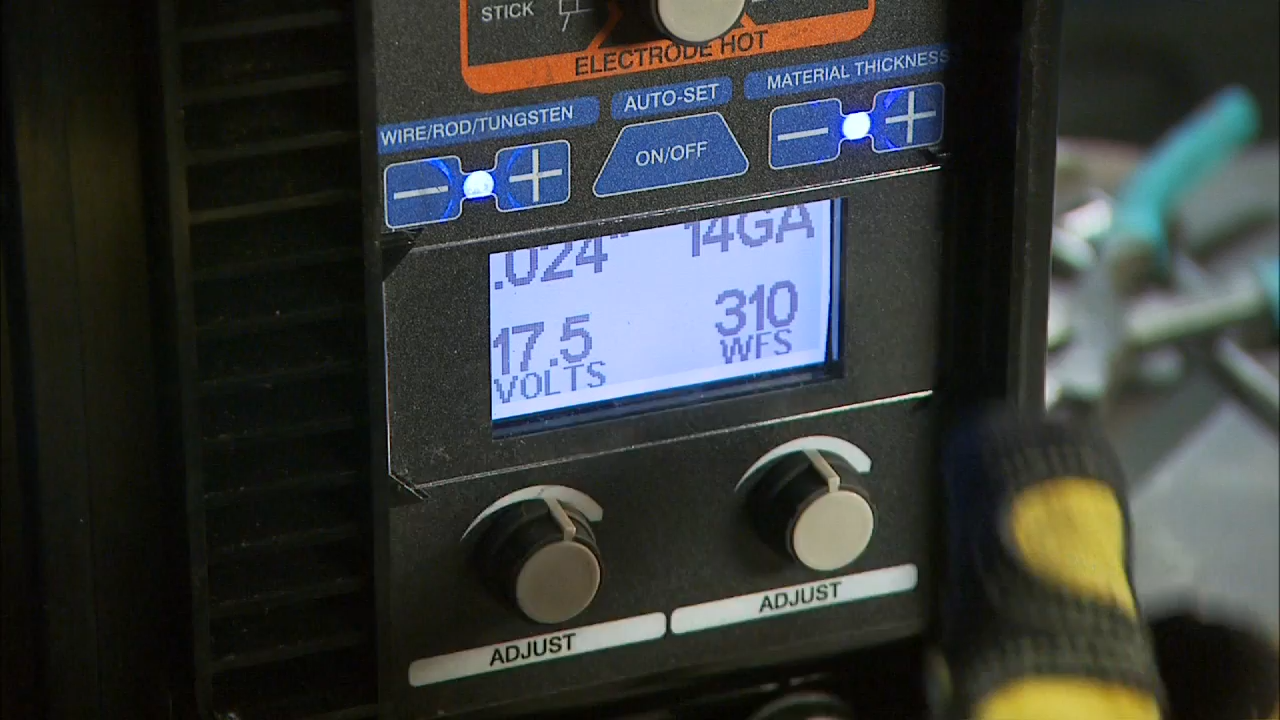 STICK
ELECTRODE HOT
WIRE/ROD/TUNGSTEN
AUTO-SET
MATERIAL THICKNESS
ON/OFF
.024"
14GA
17.5
310
VOLTS
WFS
ADJUST
ADJUST